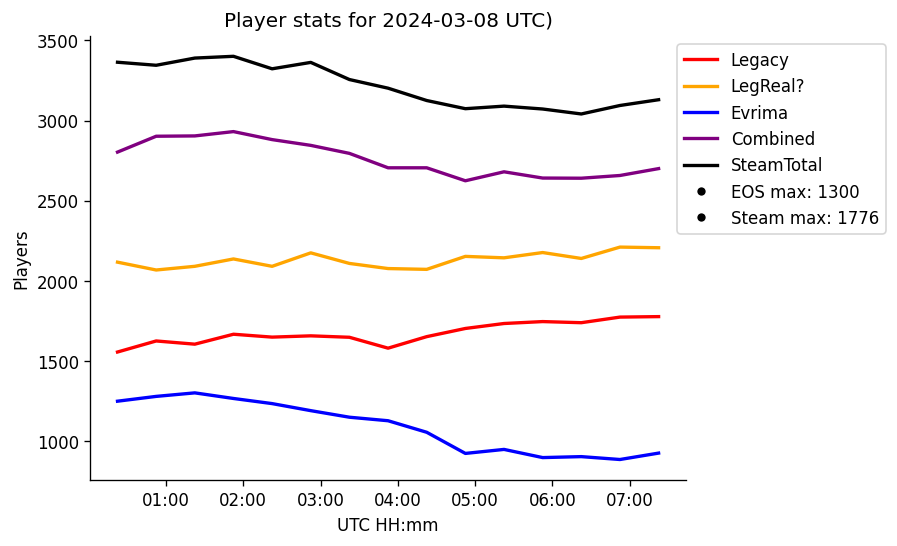 Player stats for 2024-03-08 UTC)
3500
3000
2500
2000
1500
1000
Players
01:00 02:00 03:00 04:00 05:00 06:00 07:00
UTC HH:mm
Legacy
LegReal?
Evrima
Combined
SteamTotal
EOS max: 1300
Steam max: 1776